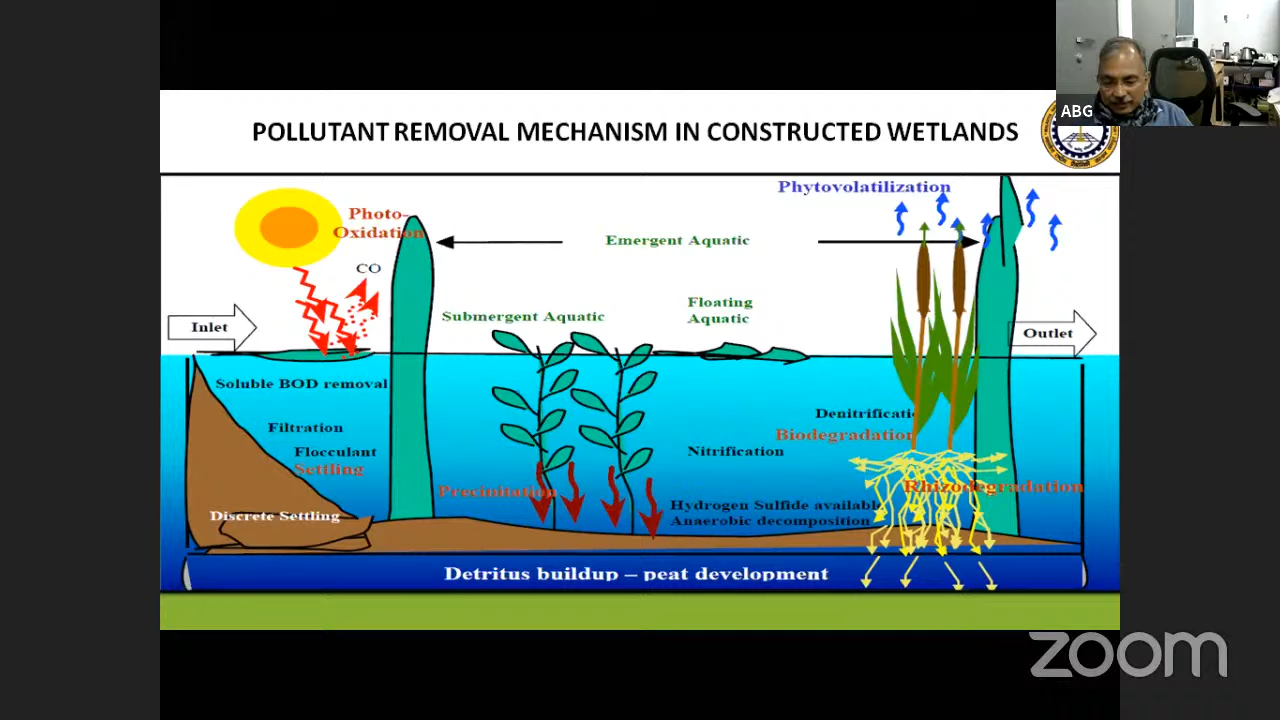 ABG
POLLUTANT REMOVAL MECHANISM IN CONSTRUCTED WETLANDS
Phytovolatilization
Photo-
Oxidation
Emergent Aquatic
CO
Floating
Aquatic
Submergent Aquatic
Inlet
Outlet
Soluble BOD removal
Denitrificatio
Filtration
Biodegradation
Flocculant
Settling
Nitrification
Precipitation
Rhizodegradation
Hydrogen Sulfide availabl
Anaerobic decomposition
Discrete Settling
Detritus buildup – peat development
zoom